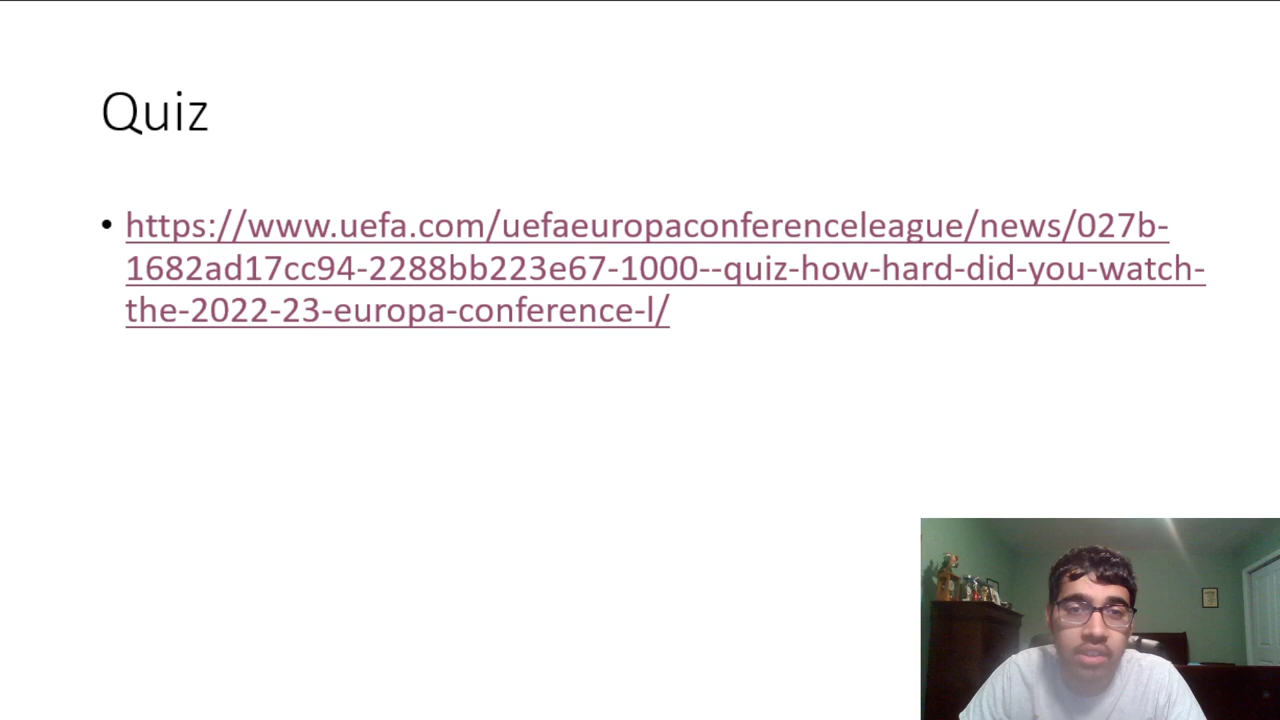 Quiz
• https://www.uefa.com/uefaeuropaconferenceleague/news/027b-
1682ad17cc94-2288bb223e67-1000--quiz-how-hard-did-you-watch-
the-2022-23-europa-conference-l/